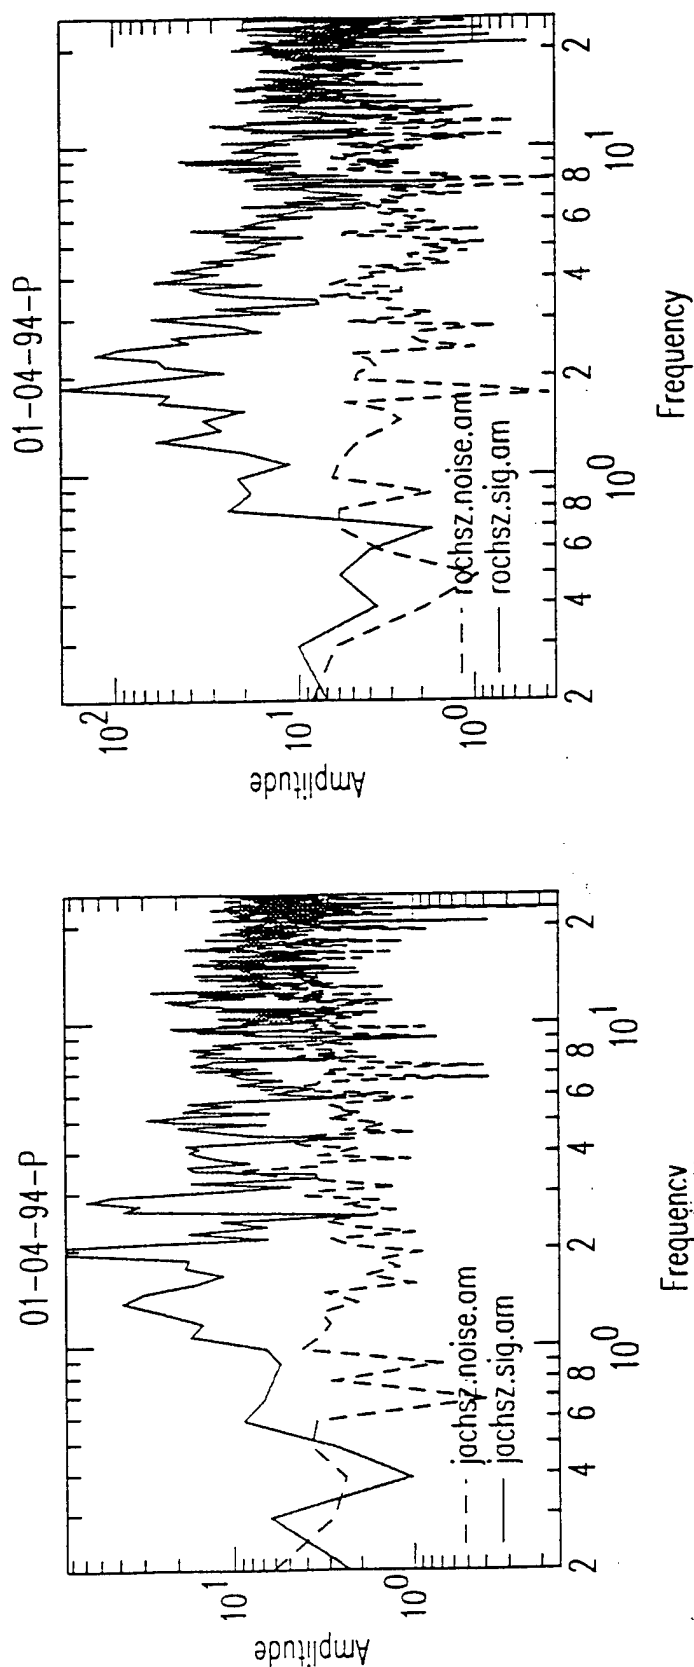 01-04-94-P
10²
10¹
10⁰
Amplitude
rochsz.noise.am
rochsz.sig.am
2 4 6 8 10⁰ 2 4 6 8 10¹ 2
Frequency
01-04-94-P
10¹
10⁰
Amplitude
jachsz.noise.am
jachsz.sig.am
2 4 6 8 10⁰ 2 4 6 8 10¹ 2
Frequency